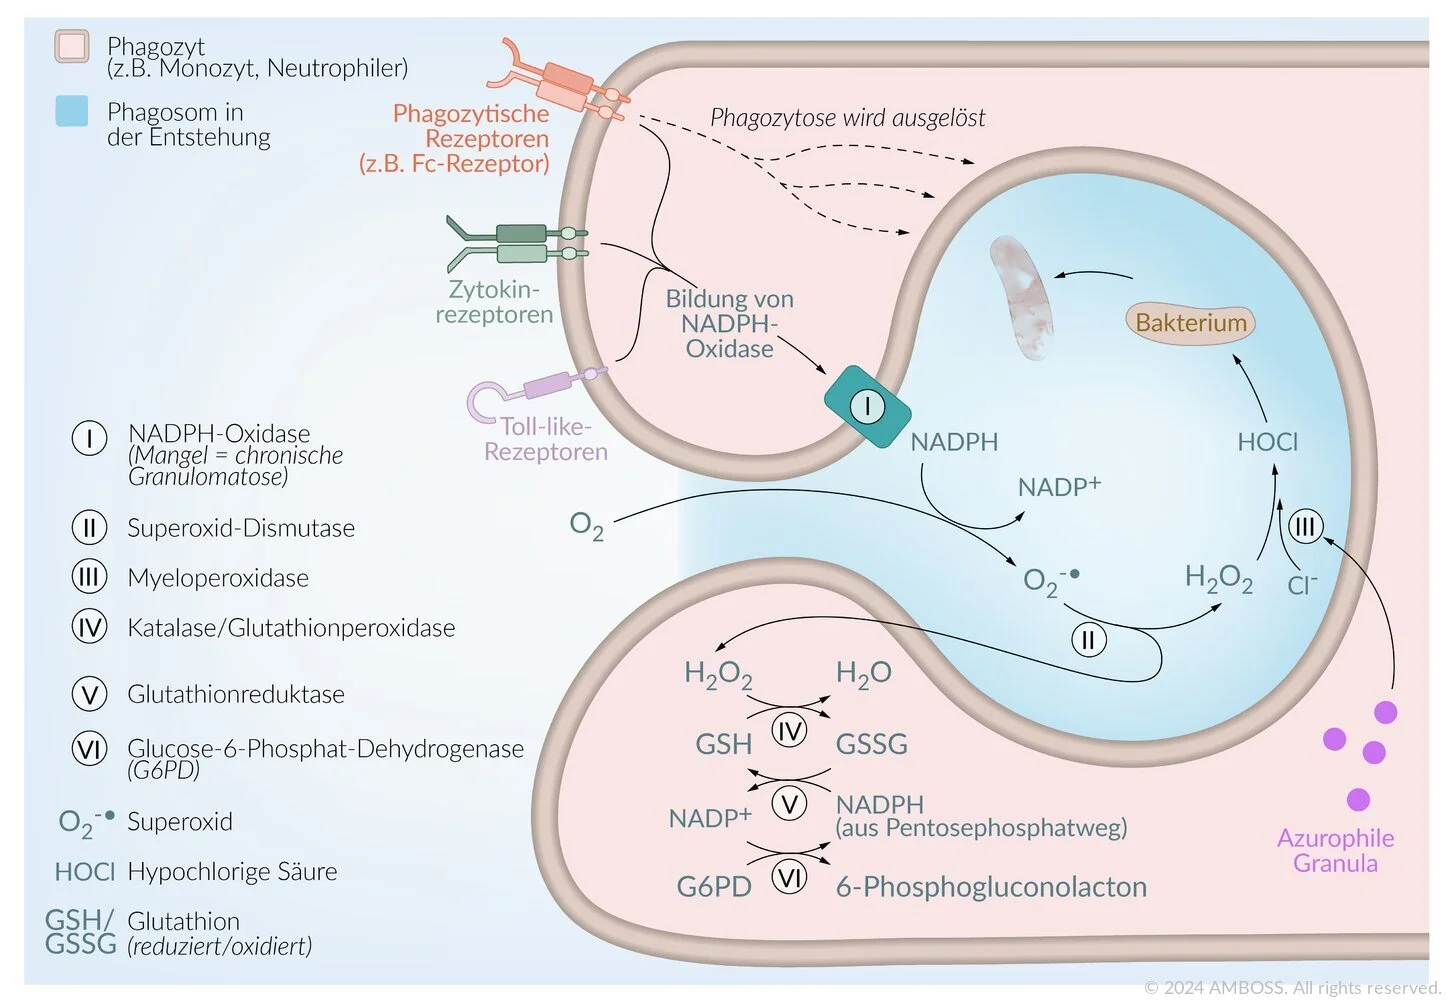 Phagozyt
(z.B. Monozyt, Neutrophiler)
Phagosom in
der Entstehung
Phagozytische
Rezeptoren
(z.B. Fc-Rezeptor)
Phagozytose wird ausgelöst
Zytokin-
rezeptoren
Bildung von
NADPH-
Oxidase
Toll-like-
Rezeptoren
Bakterium
I
NADPH
HOCl
NADP⁺
O₂
O₂⁻•
H₂O₂
Cl⁻
III
II
H₂O₂
H₂O
IV
GSH
GSSG
V
NADP⁺
NADPH
(aus Pentosephosphatweg)
VI
G6PD
6-Phosphogluconolacton
Azurophile
Granula
I NADPH-Oxidase
(Mangel = chronische
Granulomatose)
II Superoxid-Dismutase
III Myeloperoxidase
IV Katalase/Glutathionperoxidase
V Glutathionreduktase
VI Glucose-6-Phosphat-Dehydrogenase
(G6PD)
O₂⁻• Superoxid
HOCl Hypochlorige Säure
GSH/ Glutathion
GSSG (reduziert/oxidiert)
© 2024 AMBOSS. All rights reserved.